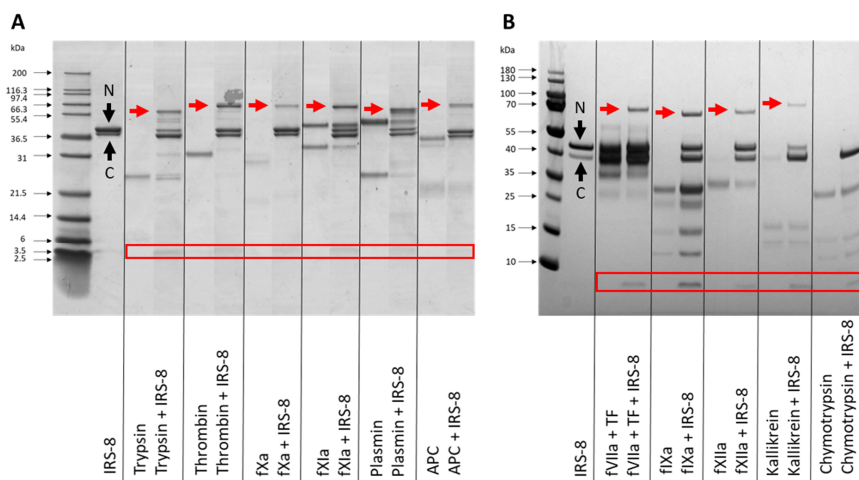 A
kDa
200
116.3
97.4
66.3
55.4
36.5
31
21.5
14.4
6
3.5
2.5
N
C
IRS-8
Trypsin
Trypsin + IRS-8
Thrombin
Thrombin + IRS-8
fXa
fXa + IRS-8
fXIa
fXIa + IRS-8
Plasmin
Plasmin + IRS-8
APC
APC + IRS-8
B
kDa
180
130
100
70
55
40
35
25
15
10
N
C
IRS-8
fVIIa + TF
fVIIa + TF + IRS-8
fIXa
fIXa + IRS-8
fXIIa
fXIIa + IRS-8
Kallikrein
Kallikrein + IRS-8
Chymotrypsin
Chymotrypsin + IRS-8